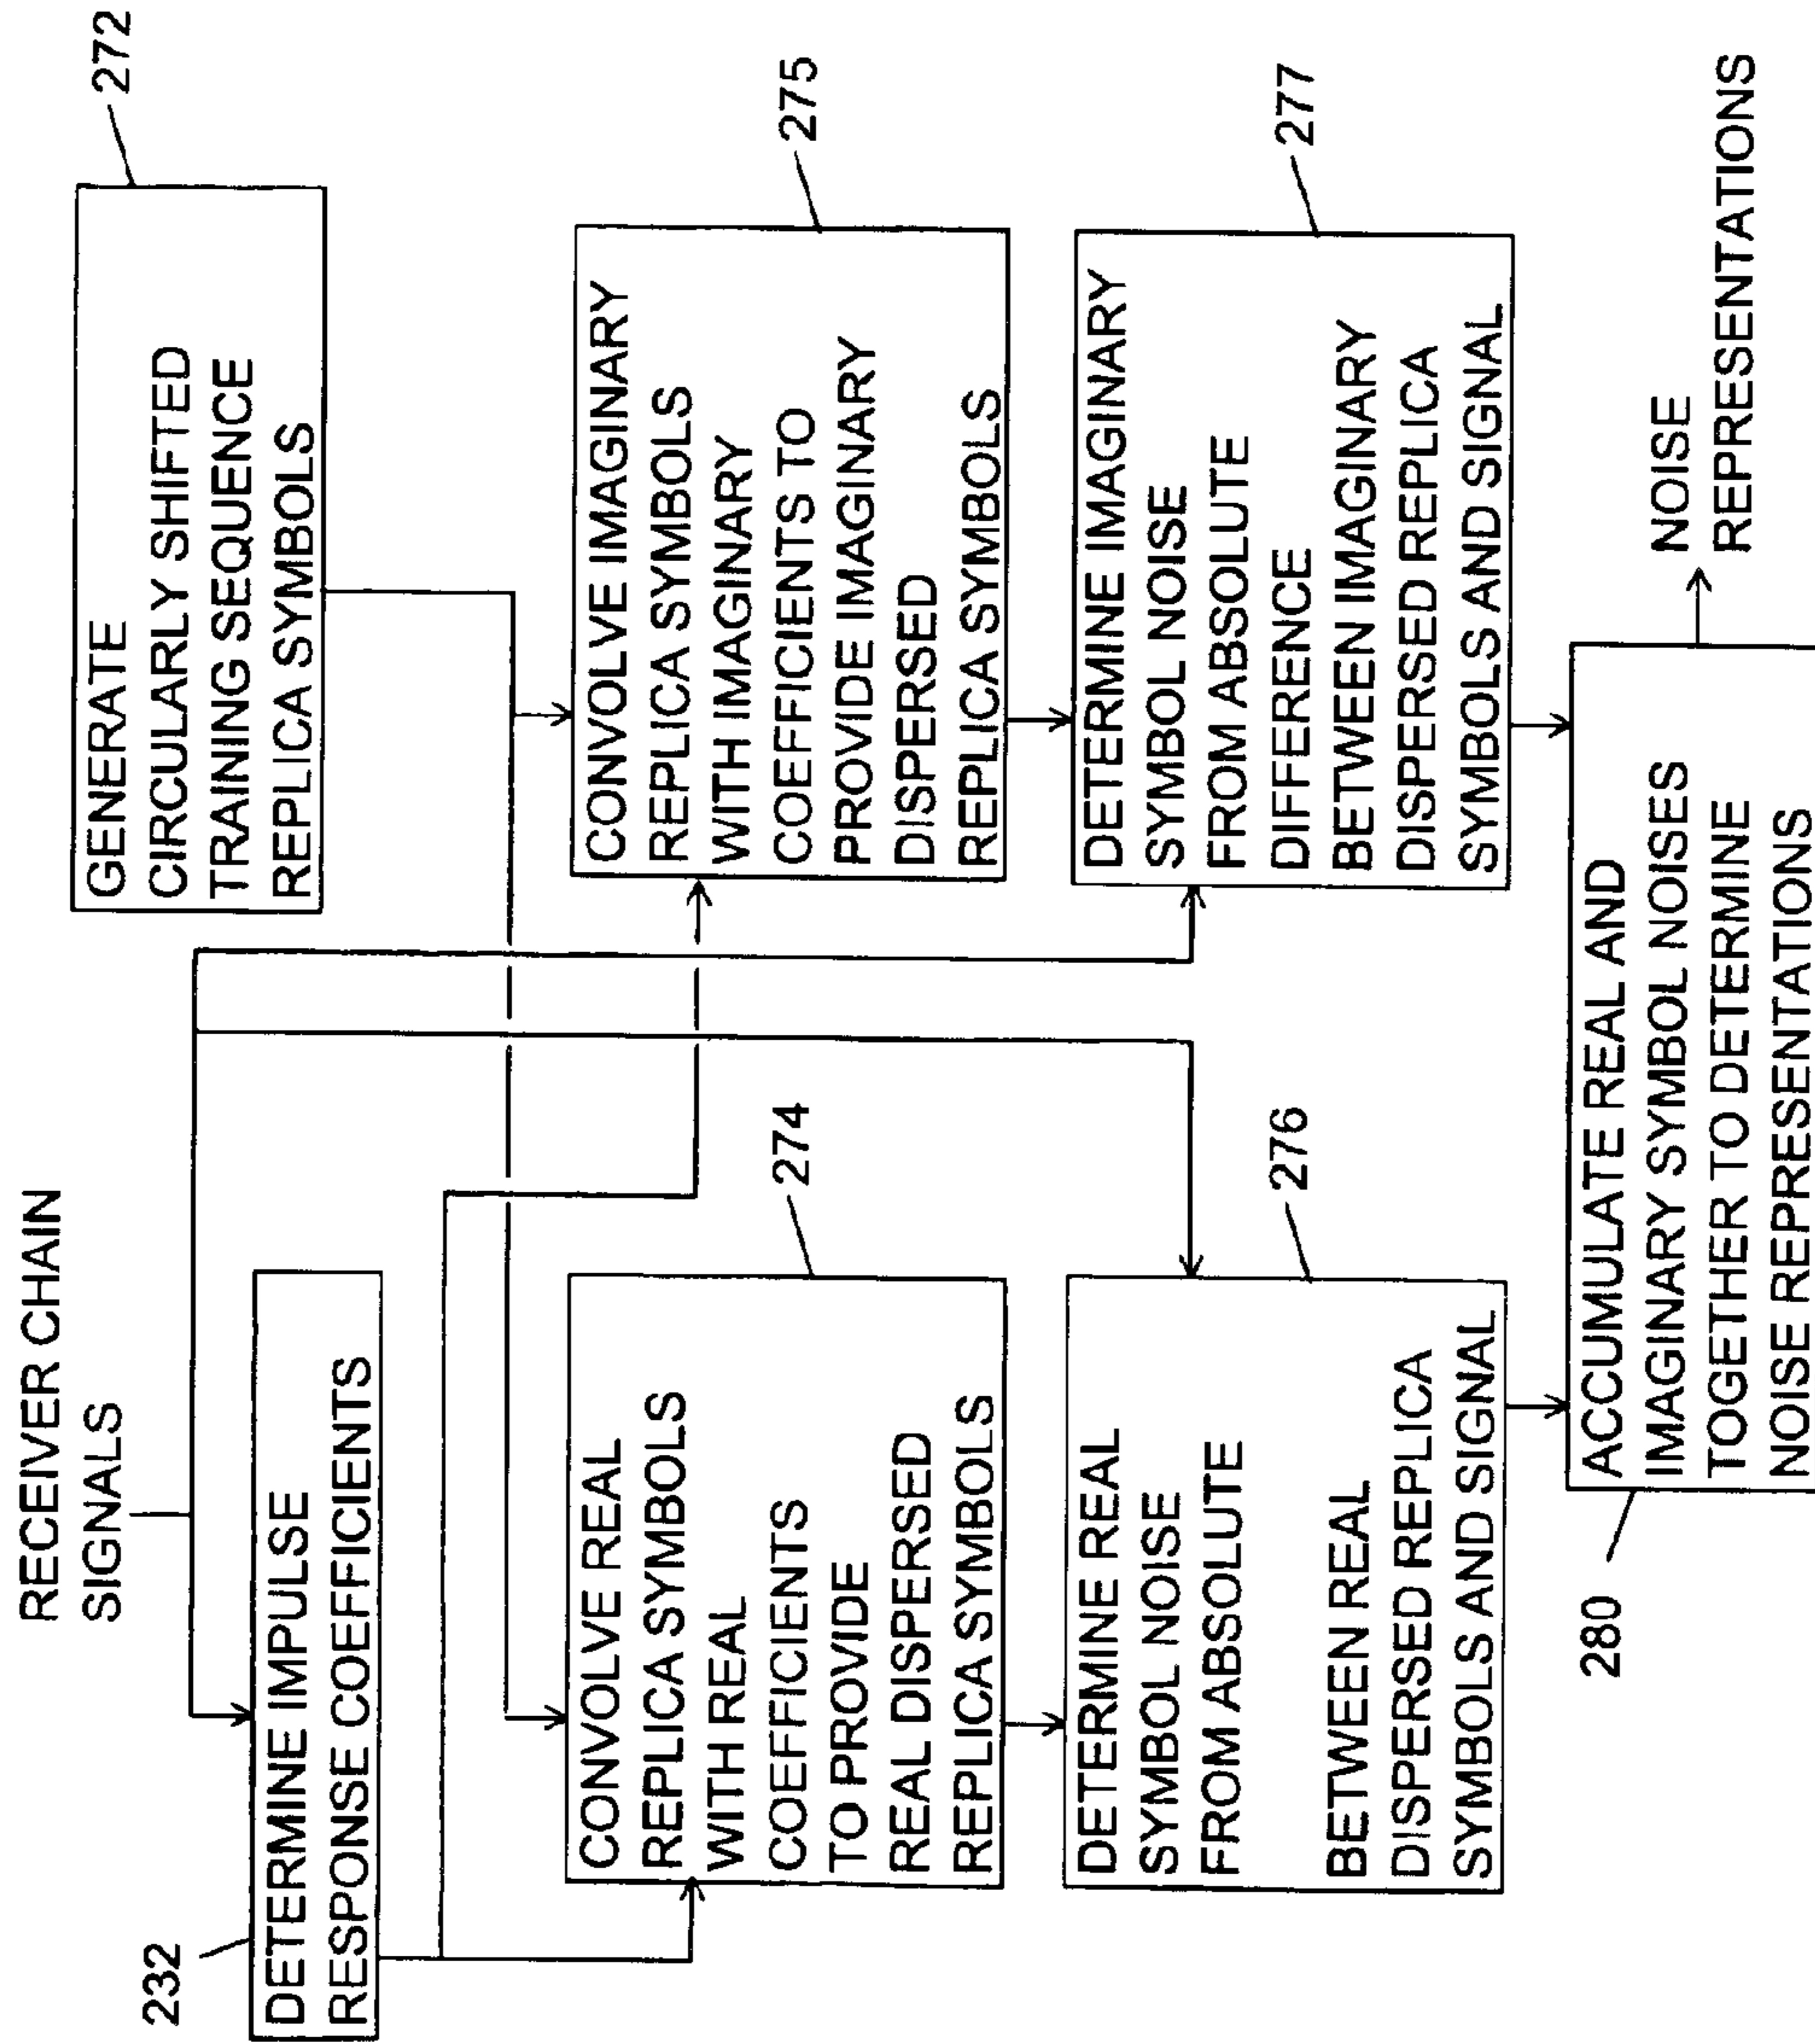 RECEIVER CHAIN
SIGNALS
232
DETERMINE IMPULSE
RESPONSE COEFFICIENTS
GENERATE
CIRCULARLY SHIFTED
TRAINING SEQUENCE
REPLICA SYMBOLS
272
CONVOLVE REAL
REPLICA SYMBOLS
WITH REAL
COEFFICIENTS
TO PROVIDE
REAL DISPERSED
REPLICA SYMBOLS
274
CONVOLVE IMAGINARY
REPLICA SYMBOLS
WITH IMAGINARY
COEFFICIENTS TO
PROVIDE IMAGINARY
DISPERSED
REPLICA SYMBOLS
275
DETERMINE REAL
SYMBOL NOISE
FROM ABSOLUTE
BETWEEN REAL
DISPERSED REPLICA
SYMBOLS AND SIGNAL
276
DETERMINE IMAGINARY
SYMBOL NOISE
FROM ABSOLUTE
DIFFERENCE
BETWEEN IMAGINARY
DISPERSED REPLICA
SYMBOLS AND SIGNAL
277
280
ACCUMULATE REAL AND
IMAGINARY SYMBOL NOISES
TOGETHER TO DETERMINE
NOISE REPRESENTATIONS
NOISE
REPRESENTATIONS